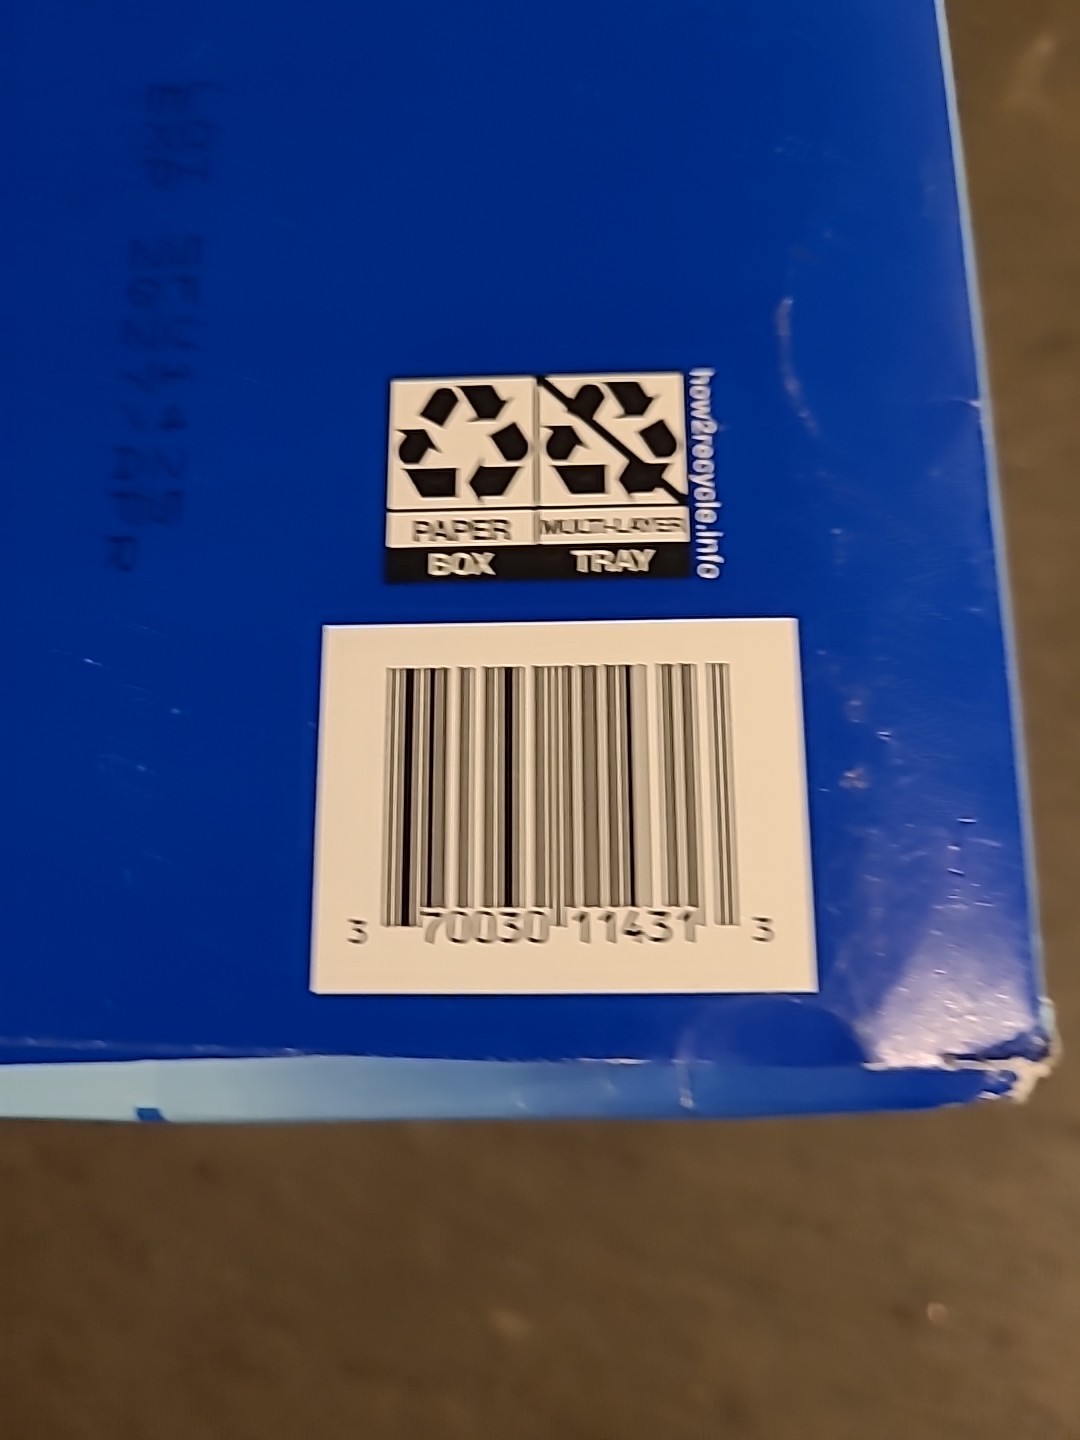 how2recycle.info
PAPER MULTI-LAYER
BOX TRAY
3 70030 11431 3